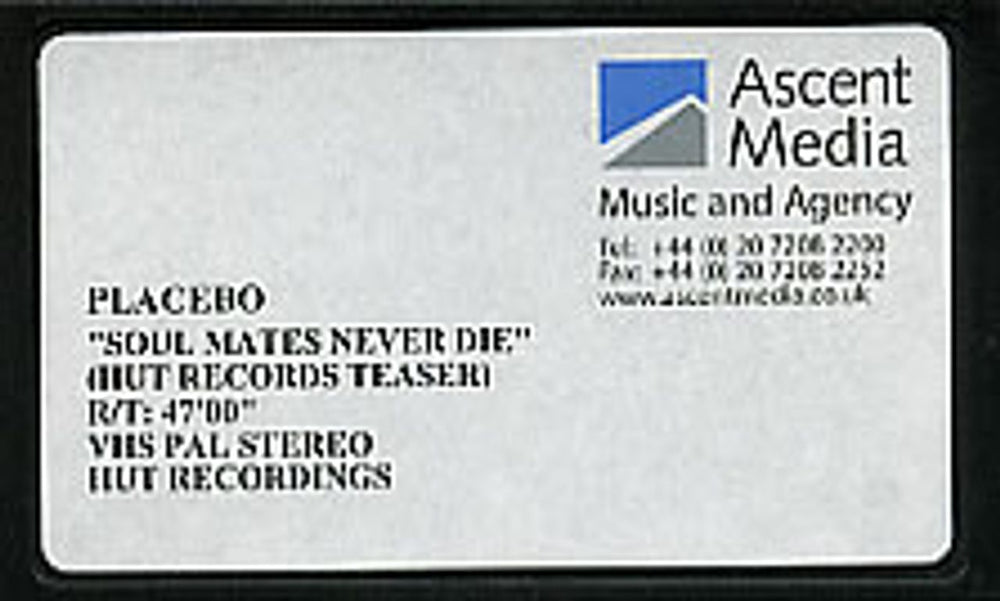 Ascent
Media
Music and Agency
Tel: +44 (0) 20 7208 2200
Fax: +44 (0) 20 7208 2252
www.ascentmedia.co.uk
PLACEBO
"SOUL MATES NEVER DIE"
(HUT RECORDS TEASER)
R/T: 47'00"
VHS PAL STEREO
HUT RECORDINGS